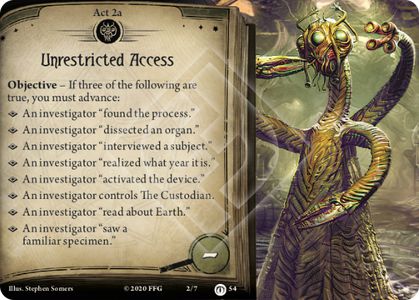 Act 2a
Unrestricted Access
Objective – If three of the following are
true, you must advance:
An investigator “found the process.”
An investigator “dissected an organ.”
An investigator “interviewed a subject.”
An investigator “realized what year it is.”
An investigator “activated the device.”
An investigator controls The Custodian.
An investigator “read about Earth.”
An investigator “saw a
familiar specimen.”
–
Illus. Stephen Somers © 2020 FFG 2/7 54